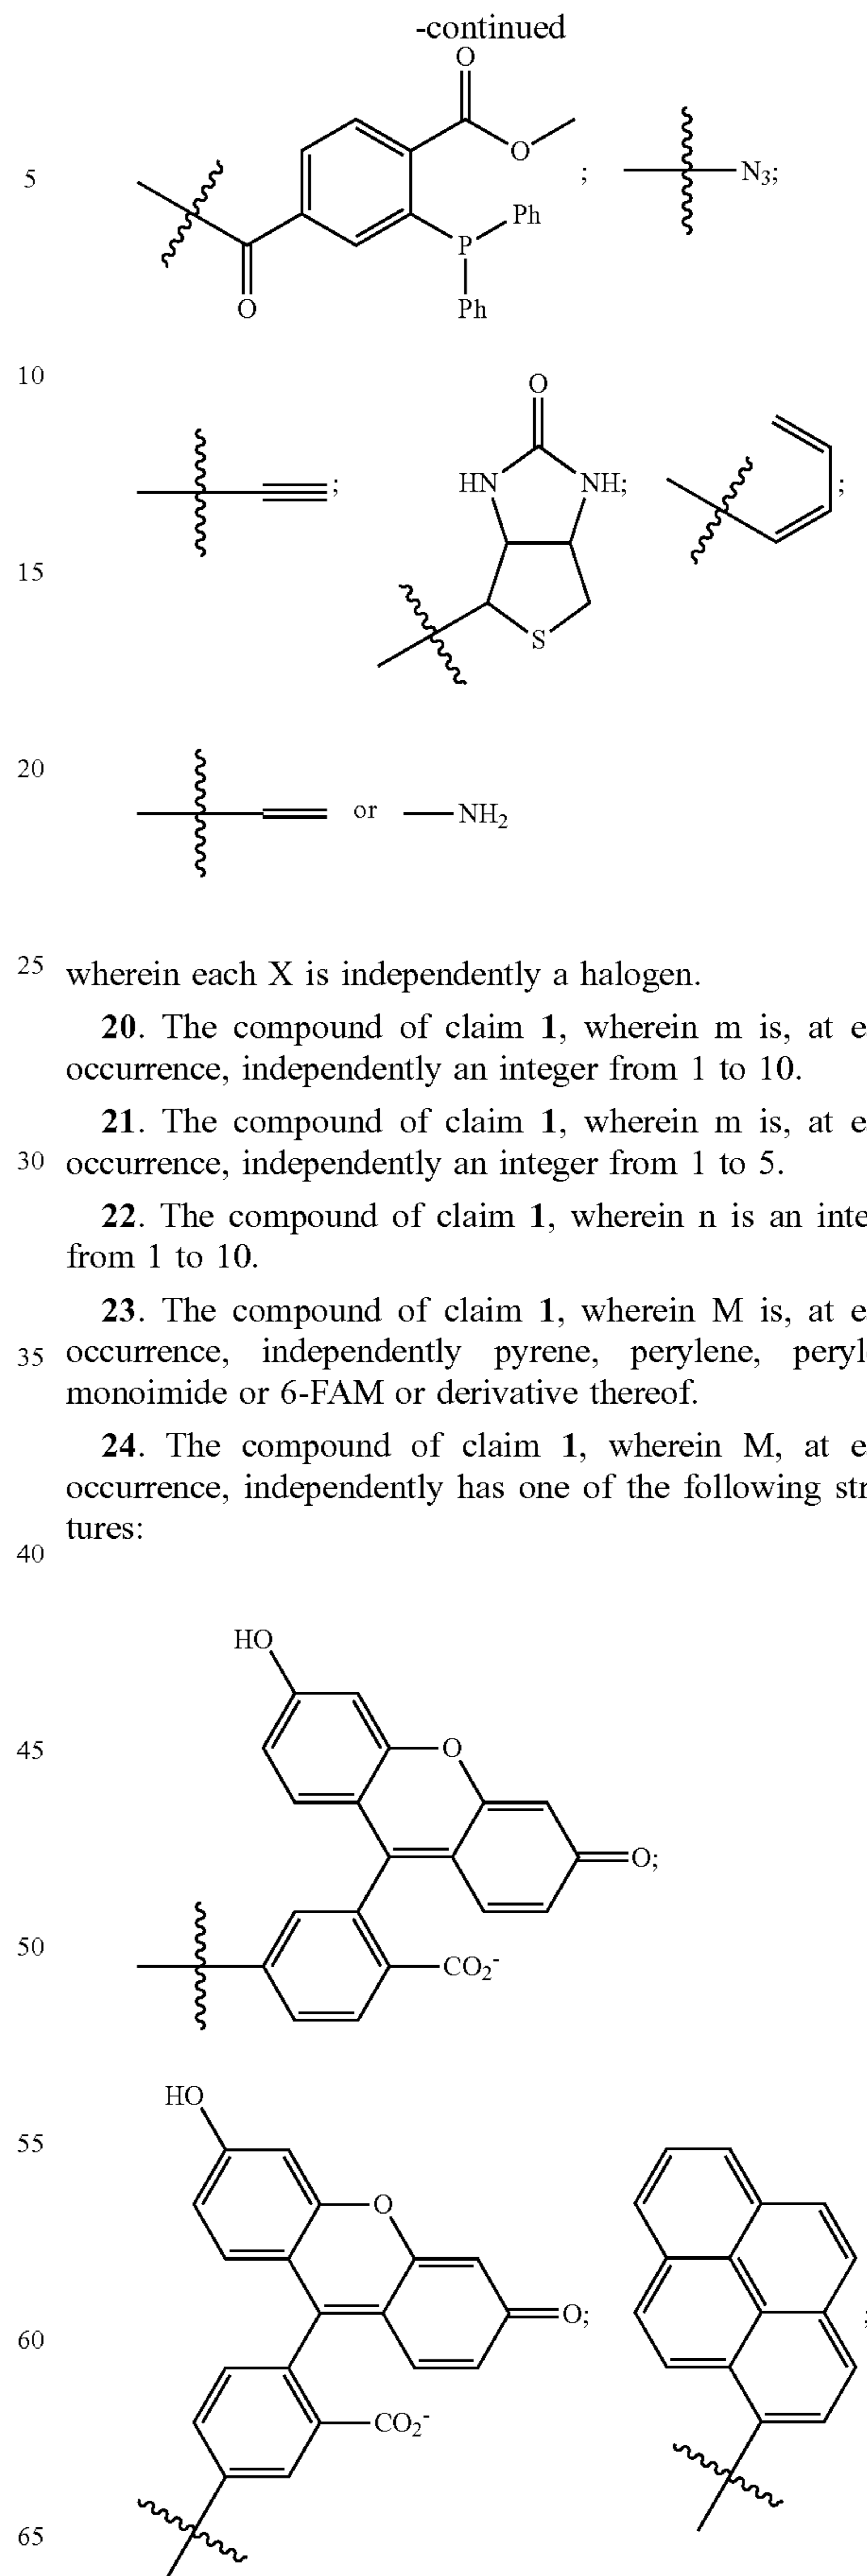 -continued
O
O
;
5
N3;
Ph
P
O
Ph
10
O
HN
NH;
;
;
15
S
20
or
NH2
25 wherein each X is independently a halogen.
20. The compound of claim 1, wherein m is, at
occurrence, independently an integer from 1 to 10.
21. The compound of claim 1, wherein m is, at
30 occurrence, independently an integer from 1 to 5.
22. The compound of claim 1, wherein n is an
from 1 to 10.
23. The compound of claim 1, wherein M is, at
35 occurrence, independently pyrene, perylene,
monoimide or 6-FAM or derivative thereof.
24. The compound of claim 1, wherein M, at
occurrence, independently has one of the following
tures:
40
HO
45
O
O;
50
CO2-
HO
55
O
O;
;
60
CO2-
65